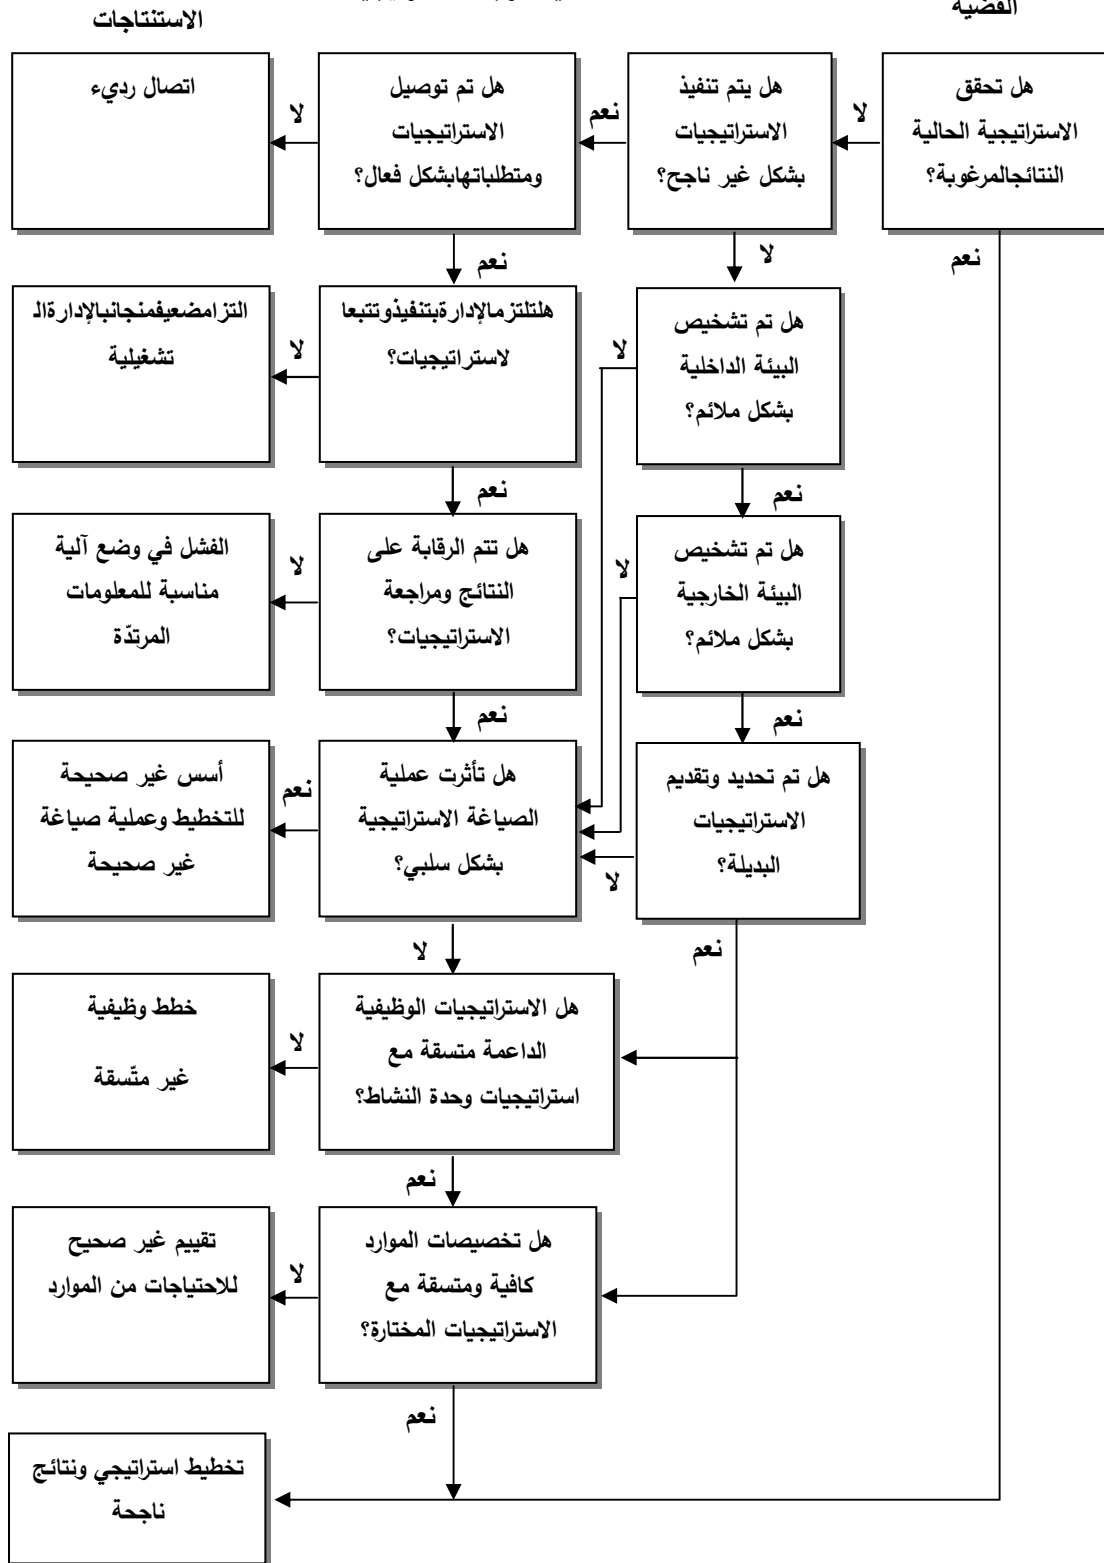 القضية
الاستنتاجات
هل تحقق
الاستراتيجية الحالية
النتائجالمرغوبة؟
لا
نعم
هل يتم تنفيذ
الاستراتيجيات
بشكل غير ناجح؟
نعم
لا
هل تم توصيل
الاستراتيجيات
ومتطلباتهابشكل فعال؟
لا
نعم
اتصال رديء
هل تم تشخيص
البيئة الداخلية
بشكل ملائم؟
لا
نعم
هلتلتزمالإدارةبتنفيذوتتبعا
لاستراتيجيات؟
لا
نعم
التزامضعيفمنجانبالإدارةال
تشغيلية
هل تم تشخيص
البيئة الخارجية
بشكل ملائم؟
لا
نعم
هل تتم الرقابة على
النتائج ومراجعة
الاستراتيجيات؟
لا
نعم
الفشل في وضع آلية
مناسبة للمعلومات
المرتدّة
هل تم تحديد وتقديم
الاستراتيجيات
البديلة؟
لا
نعم
هل تأثرت عملية
الصياغة الاستراتيجية
بشكل سلبي؟
نعم
لا
أسس غير صحيحة
للتخطيط وعملية صياغة
غير صحيحة
هل الاستراتيجيات الوظيفية
الداعمة متسقة مع
استراتيجيات وحدة النشاط؟
لا
نعم
خطط وظيفية
غير متّسقة
هل تخصيصات الموارد
كافية ومتسقة مع
الاستراتيجيات المختارة؟
لا
نعم
تقييم غير صحيح
للاحتياجات من الموارد
تخطيط استراتيجي ونتائج
ناجحة